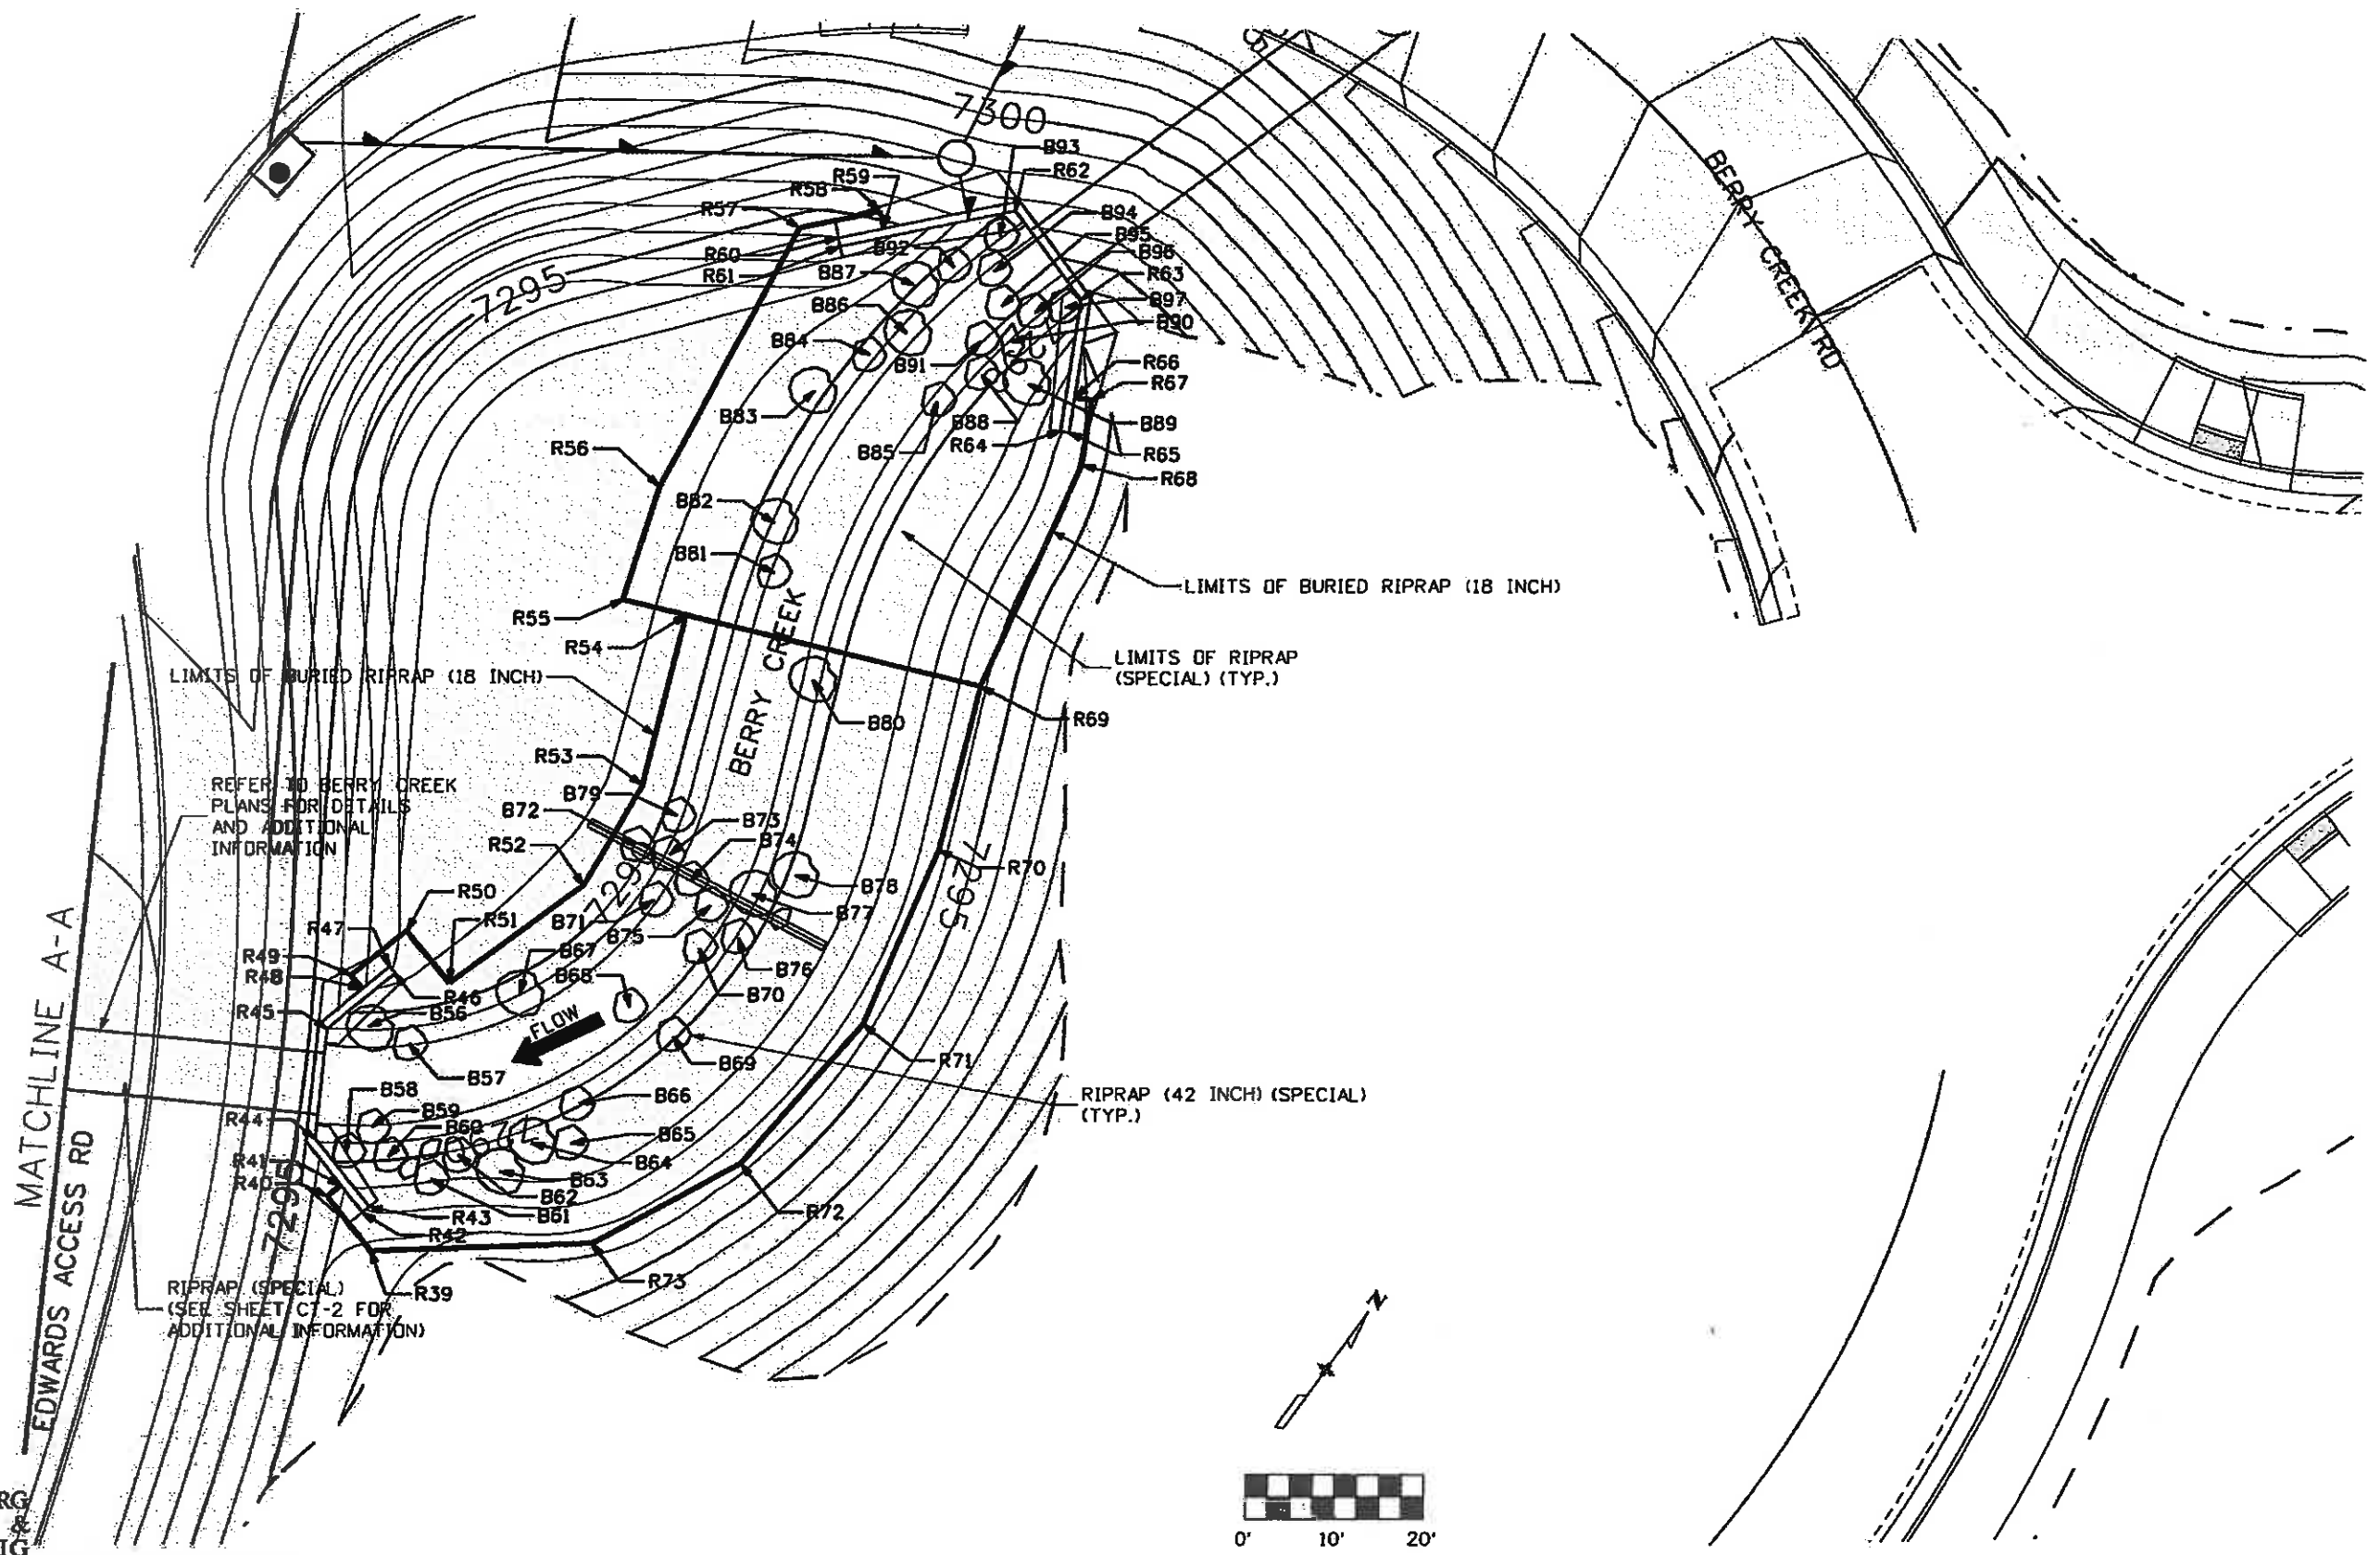 7300
B93
R62
R59
R58
R57
B94
B95
B92
B96
R60
R61
B87
R63
B97
B86
B90
7295
B84
B91
R66
R67
B83
B88
B89
R64
R65
B85
R56
R68
B82
B81
BERRY CREEK RD
LIMITS OF BURIED RIPRAP (18 INCH)
R55
R54
LIMITS OF RIPRAP
(SPECIAL) (TYP.)
LIMITS OF BURIED RIPRAP (18 INCH)
BERRY CREEK
R69
B80
R53
REFER TO BERRY CREEK
PLANS FOR DETAILS
AND ADDITIONAL
INFORMATION
B79
B72
B73
B74
R52
R70
7295
R50
B78
R51
B71
B77
R47
B75
R49
R48
B67
B68
B76
R46
B70
R45
B56
FLOW
B69
R71
B57
RIPRAP (42 INCH) (SPECIAL)
(TYP.)
B58
B66
B59
R44
B60
B65
B64
R41
R40
B63
B62
B61
R43
R42
R72
7295
R73
R39
RIPRAP (SPECIAL)
(SEE SHEET CT-2 FOR
ADDITIONAL INFORMATION)
MATCHLINE A-A
EDWARDS ACCESS RD
N
0' 10' 20'
RG
&
IG